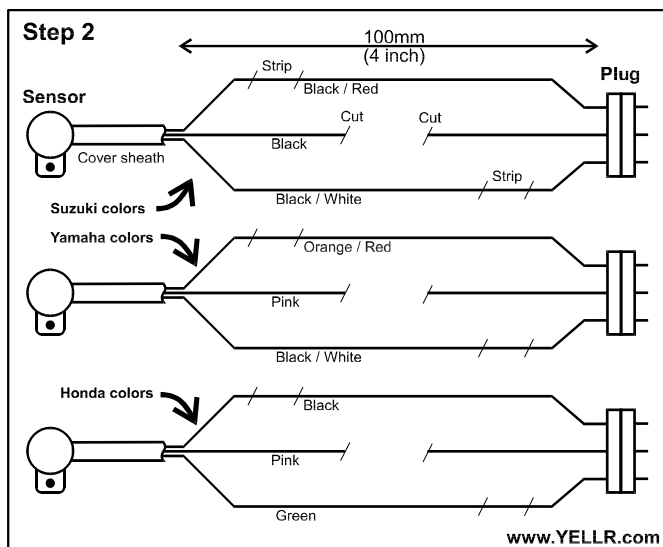 Step 2
100mm
(4 inch)
Strip
Plug
Sensor
Black / Red
Cut
Cut
Black
Cover sheath
Strip
Black / White
Suzuki colors
Yamaha colors
Orange / Red
Pink
Black / White
Honda colors
Black
Pink
Green
www.YELLR.com